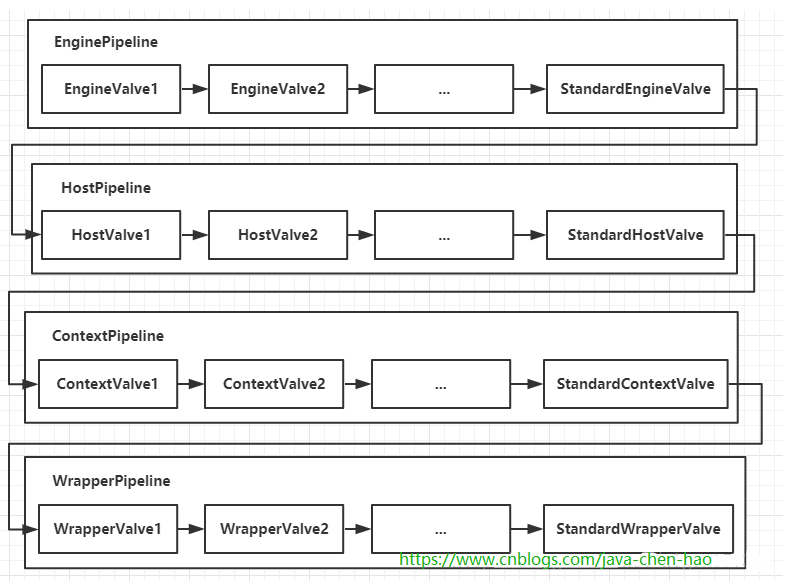 EnginePipeline
EngineValve1
EngineValve2
...
StandardEngineValve
HostPipeline
HostValve1
HostValve2
...
StandardHostValve
ContextPipeline
ContextValve1
ContextValve2
...
StandardContextValve
WrapperPipeline
WrapperValve1
WrapperValve2
...
StandardWrapperValve
https://www.cnblogs.com/java-chen-hao